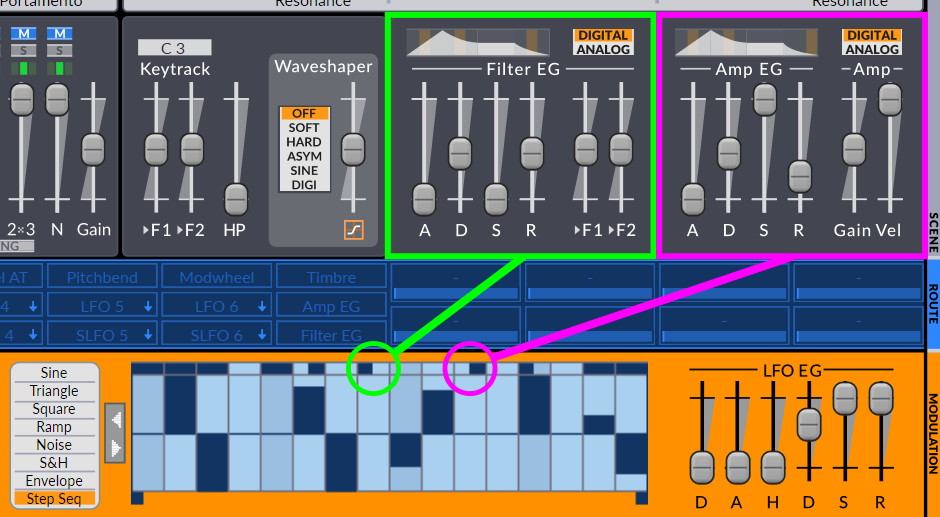 Portamento
Resonance
Resonance
M
M
S
S
2×3
N
Gain
NG
C 3
Keytrack
F1
F2
HP
Waveshaper
OFF
SOFT
HARD
ASYM
SINE
DIGI
DIGITAL
ANALOG
Filter EG
A
D
S
R
F1
F2
DIGITAL
ANALOG
Amp EG
Amp
A
D
S
R
Gain
Vel
SCENE
l AT
Pitchbend
Modwheel
Timbre
-
-
-
-
4
LFO 5
LFO 6
Amp EG
4
SLFO 5
SLFO 6
Filter EG
-
-
-
-
ROUTE
Sine
Triangle
Square
Ramp
Noise
S&H
Envelope
Step Seq
LFO EG
D
A
H
D
S
R
MODULATION